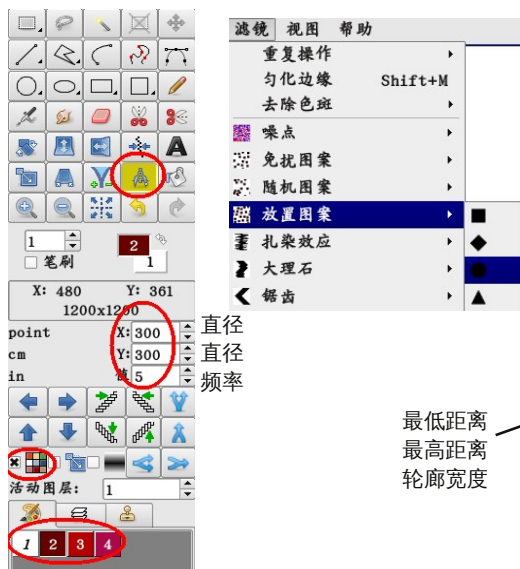 滤镜 视图 帮助
重复操作
匀化边缘 Shift+M
去除色斑
噪点
免扰图案
随机图案
放置图案
扎染效应
大理石
锯齿
A
1
2
笔刷
1
X: 480 Y: 361
1200x1200
point X: 300 直径
cm Y: 300 直径
in 值 5 频率
最低距离
最高距离
轮廊宽度
活动图层: 1
1 2 3 4